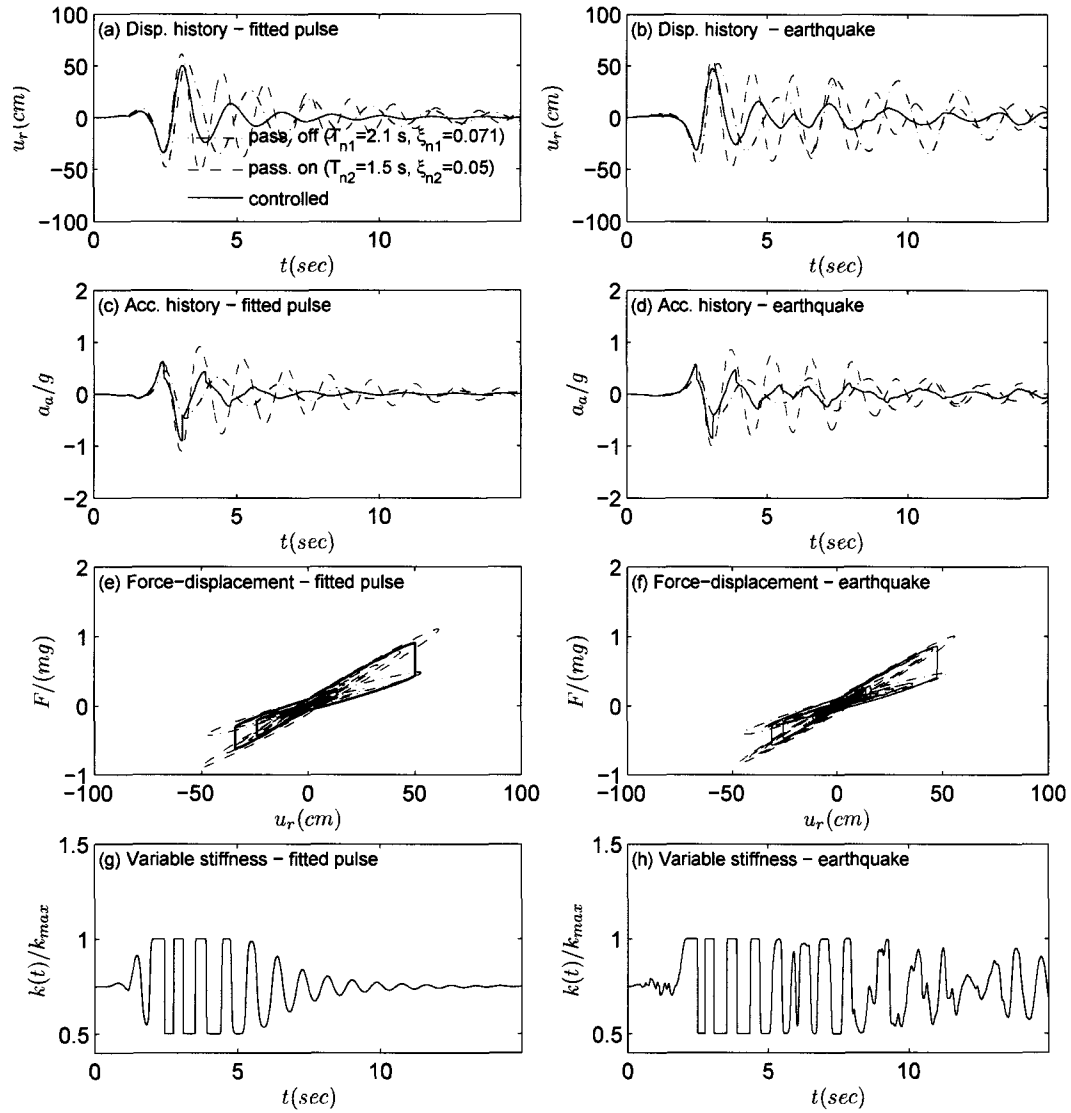 (a) Disp. history − fitted pulse
100
50
0
−50
−100
u_r(cm)
pass. off (T_n1=2.1 s, ξ_n1=0.071)
pass. on (T_n2=1.5 s, ξ_n2=0.05)
controlled
0 5 10
t(sec)
(b) Disp. history − earthquake
100
50
0
−50
−100
u_r(cm)
0 5 10
t(sec)
(c) Acc. history − fitted pulse
2
1
0
−1
−2
a_a/g
0 5 10
t(sec)
(d) Acc. history − earthquake
2
1
0
−1
−2
a_a/g
0 5 10
t(sec)
(e) Force−displacement − fitted pulse
2
1
0
−1
F/(mg)
−100 −50 0 50 100
u_r(cm)
(f) Force−displacement − earthquake
2
1
0
−1
F/(mg)
−100 −50 0 50 100
u_r(cm)
(g) Variable stiffness − fitted pulse
1.5
1
0.5
k(t)/k_max
0 5 10
t(sec)
(h) Variable stiffness − earthquake
1.5
1
0.5
k(t)/k_max
0 5 10
t(sec)